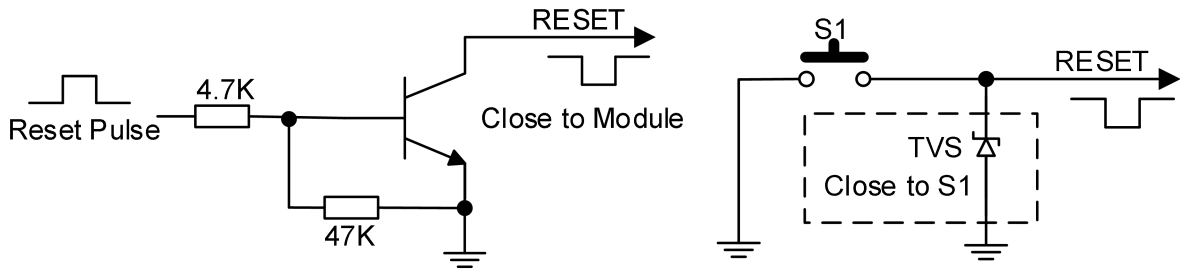 RESET
4.7K
Reset Pulse
Close to Module
47K
S1
RESET
TVS
Close to S1